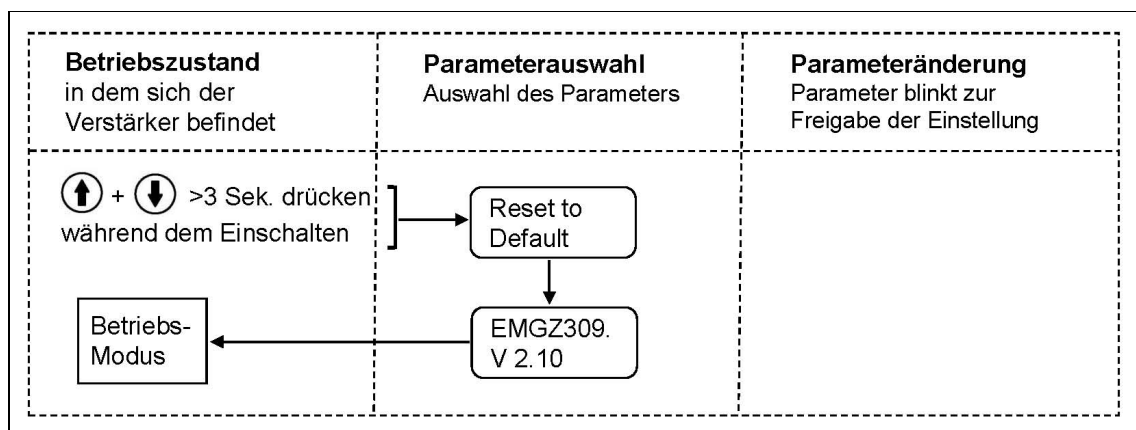 Betriebszustand
in dem sich der
Verstärker befindet
Parameterauswahl
Auswahl des Parameters
Parameteränderung
Parameter blinkt zur
Freigabe der Einstellung
+ >3 Sek. drücken
während dem Einschalten
Reset to
Default
EMGZ309.
V 2.10
Betriebs-
Modus